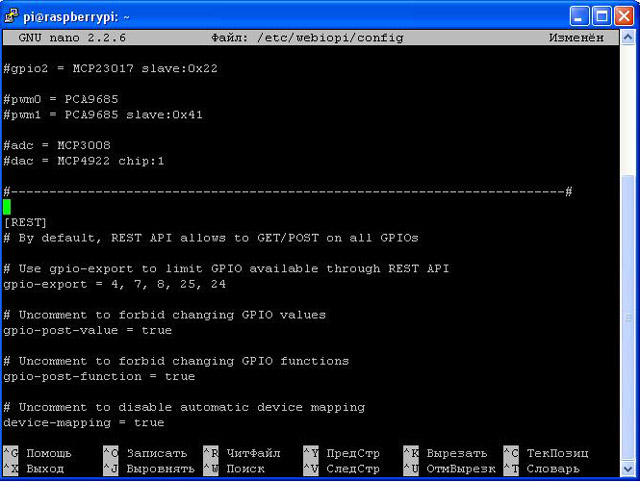 pi@raspberrypi: ~
GNU nano 2.2.6 Файл: /etc/webiopi/config Изменён
#gpio2 = MCP23017 slave:0x22
#pwm0 = PCA9685
#pwm1 = PCA9685 slave:0x41
#adc = MCP3008
#dac = MCP4922 chip:1
#------------------------------------------------------------------------#
[REST]
# By default, REST API allows to GET/POST on all GPIOs
# Use gpio-export to limit GPIO available through REST API
gpio-export = 4, 7, 8, 25, 24
# Uncomment to forbid changing GPIO values
gpio-post-value = true
# Uncomment to forbid changing GPIO functions
gpio-post-function = true
# Uncomment to disable automatic device mapping
device-mapping = true
^G Помощь ^O Записать ^R ЧитФайл ^Y ПредСтр ^K Вырезать ^C ТекПозиц
^X Выход ^J Выровнять ^W Поиск ^V СледСтр ^U ОтмВырезк ^T Словарь